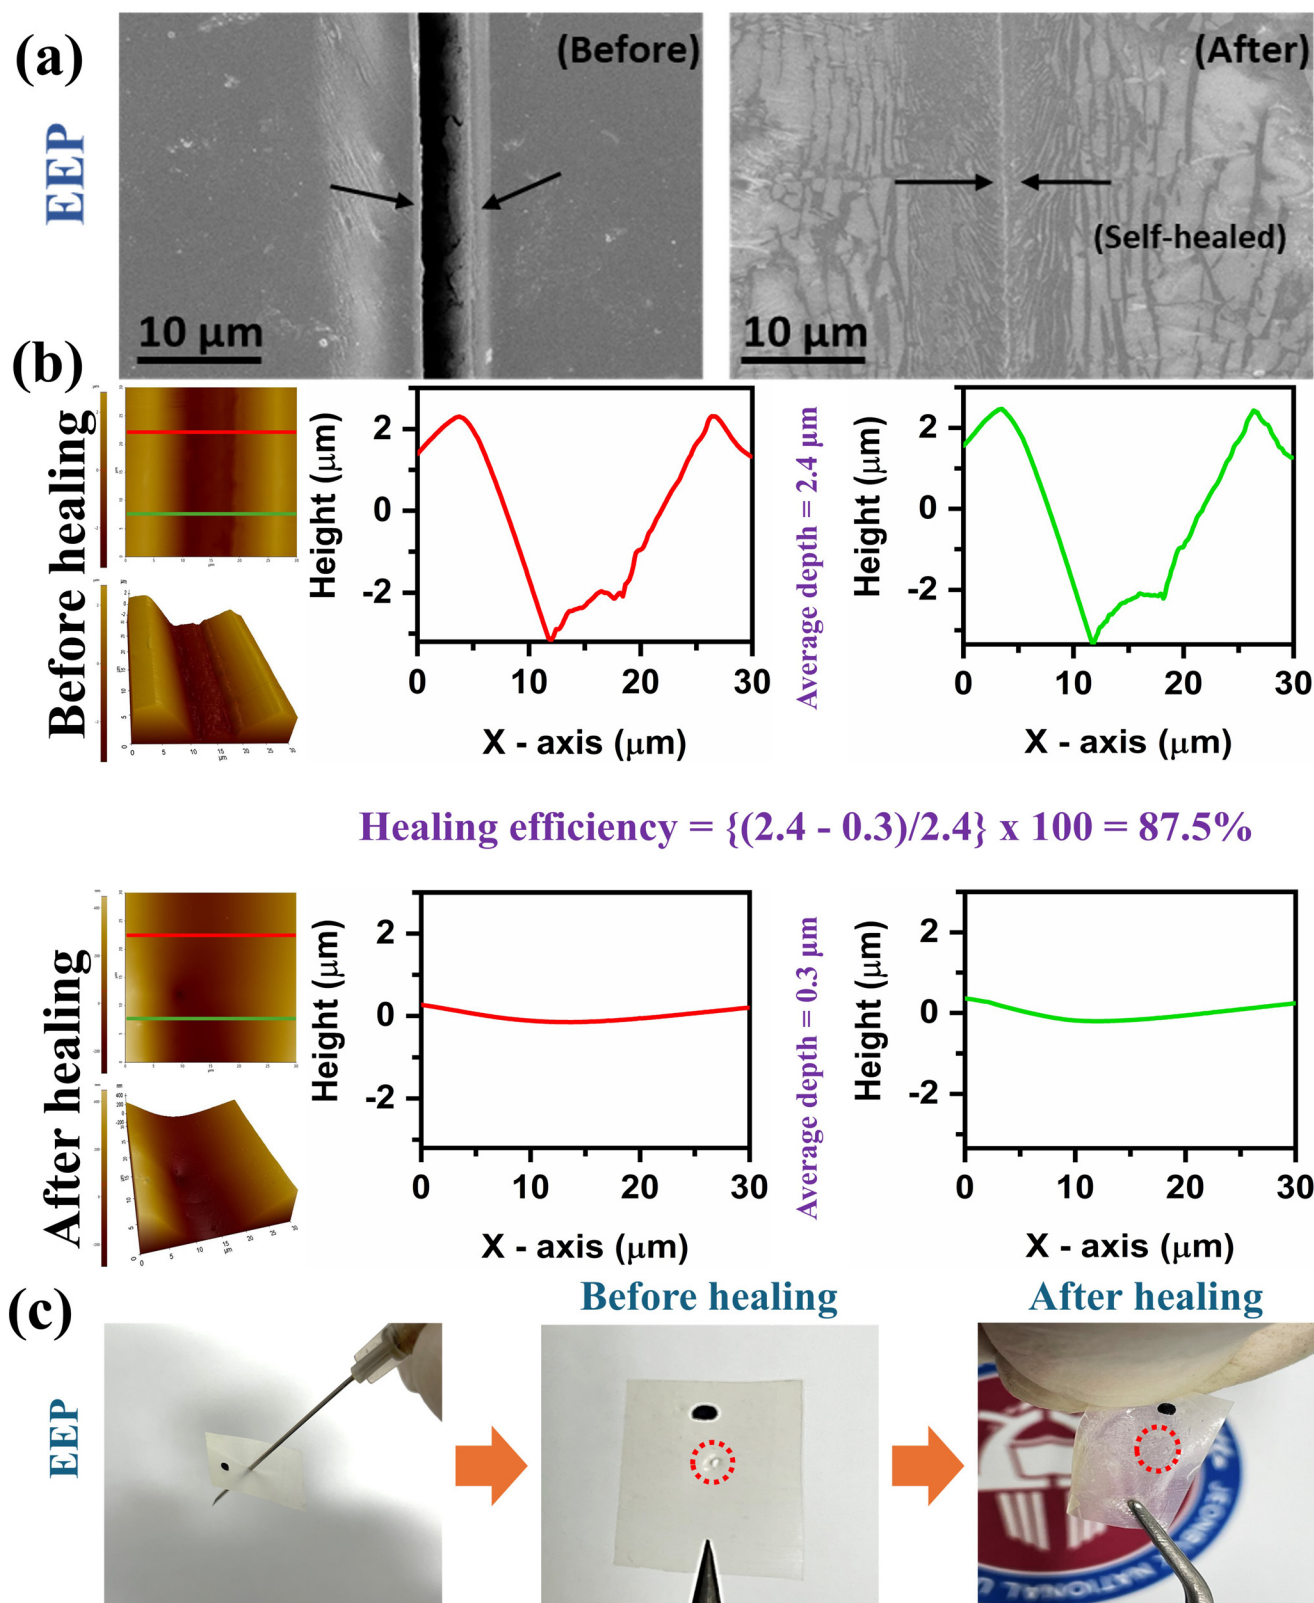 (a)
EEP
(Before)
10 μm
(After)
(Self-healed)
10 μm
(b)
Before healing
Height (μm)
2
0
-2
0 10 20 30
X - axis (μm)
Average depth = 2.4 μm
Height (μm)
2
0
-2
0 10 20 30
X - axis (μm)
Healing efficiency = {(2.4 - 0.3)/2.4} x 100 = 87.5%
After healing
Height (μm)
2
0
-2
0 10 20 30
X - axis (μm)
Average depth = 0.3 μm
Height (μm)
2
0
-2
0 10 20 30
X - axis (μm)
(c)
EEP
Before healing
After healing
NATIONAL U